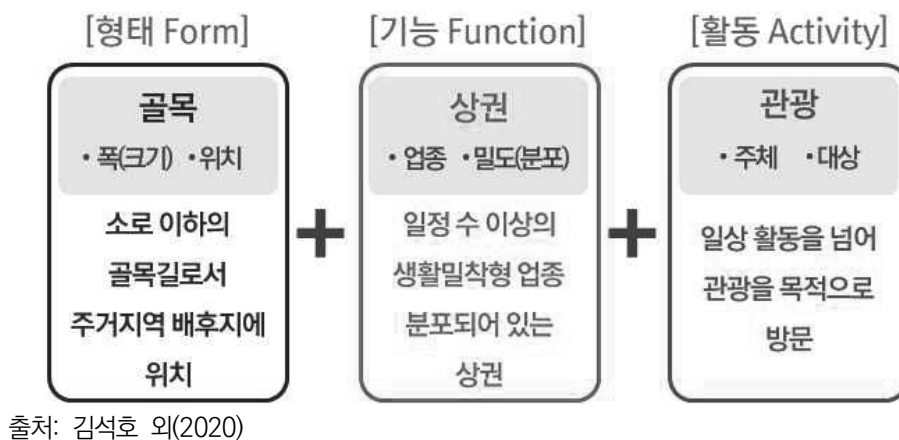 [형태 Form]
골목
• 폭(크기) • 위치
소로 이하의
골목길로서
주거지역 배후지에
위치
+
[기능 Function]
상권
• 업종 • 밀도(분포)
일정 수 이상의
생활밀착형 업종
분포되어 있는
상권
+
[활동 Activity]
관광
• 주체 • 대상
일상 활동을 넘어
관광을 목적으로
방문
출처: 김석호 외(2020)